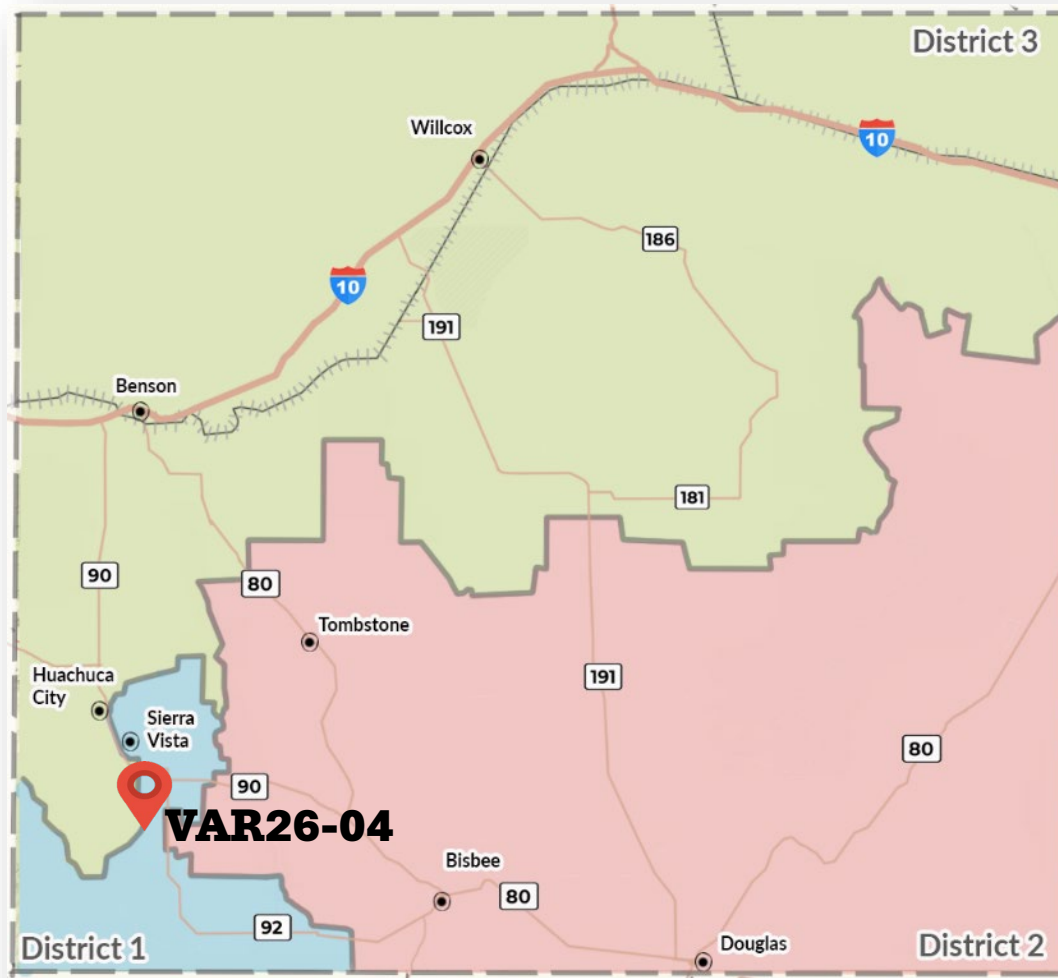 District 3
Willcox
10
186
10
191
Benson
181
90
80
Tombstone
Huachuca
City
191
Sierra
Vista
80
90
VAR26-04
Bisbee
80
92
Douglas
District 1
District 2